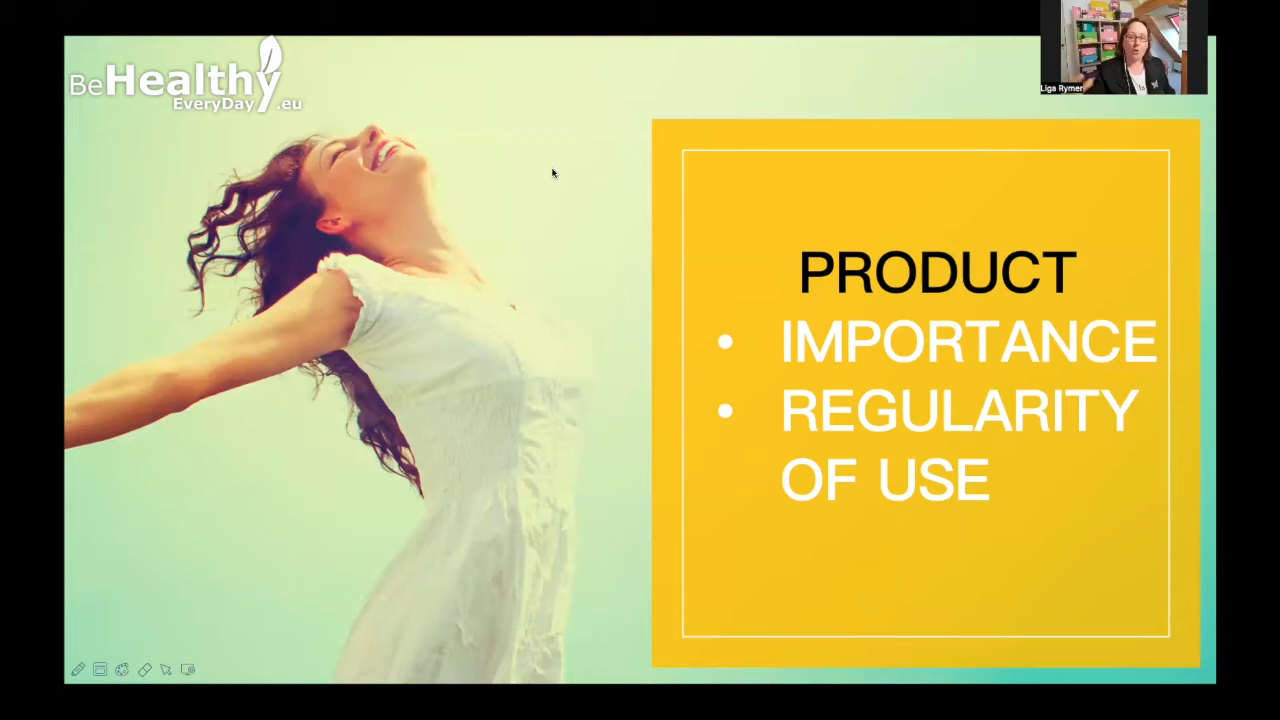 BeHealthy
EveryDay.eu
Liga Rymer
PRODUCT
• IMPORTANCE
• REGULARITY
OF USE